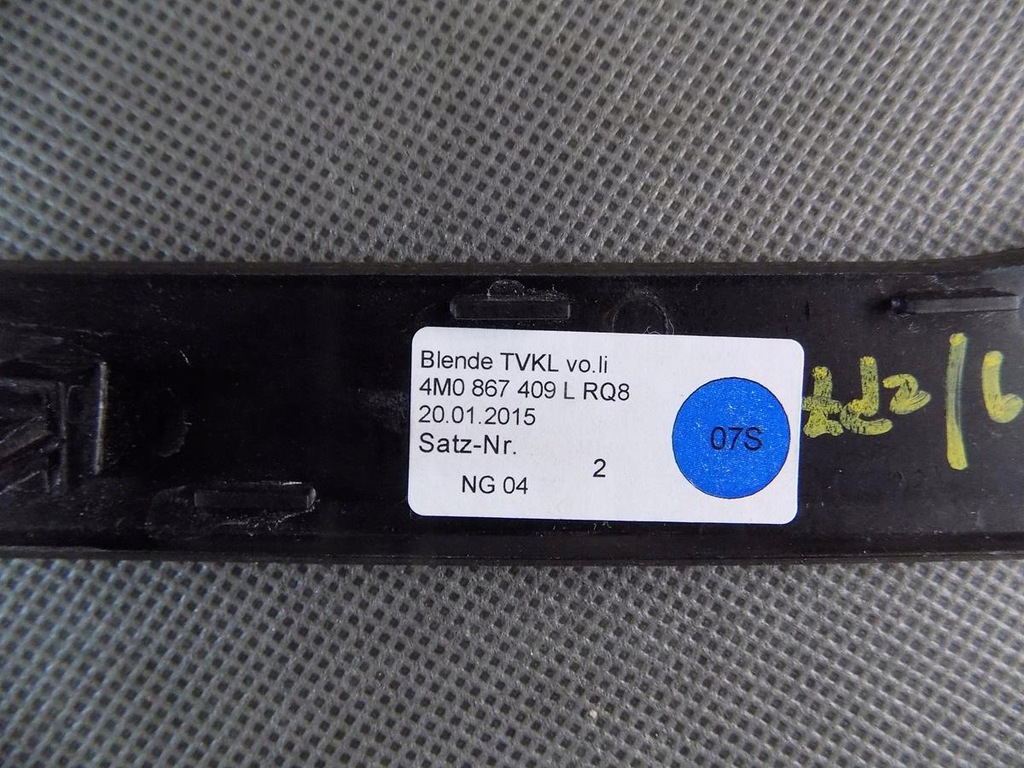 Blende TVKL vo.li
4M0 867 409 L RQ8
20.01.2015
Satz-Nr.
2
NG 04
07S